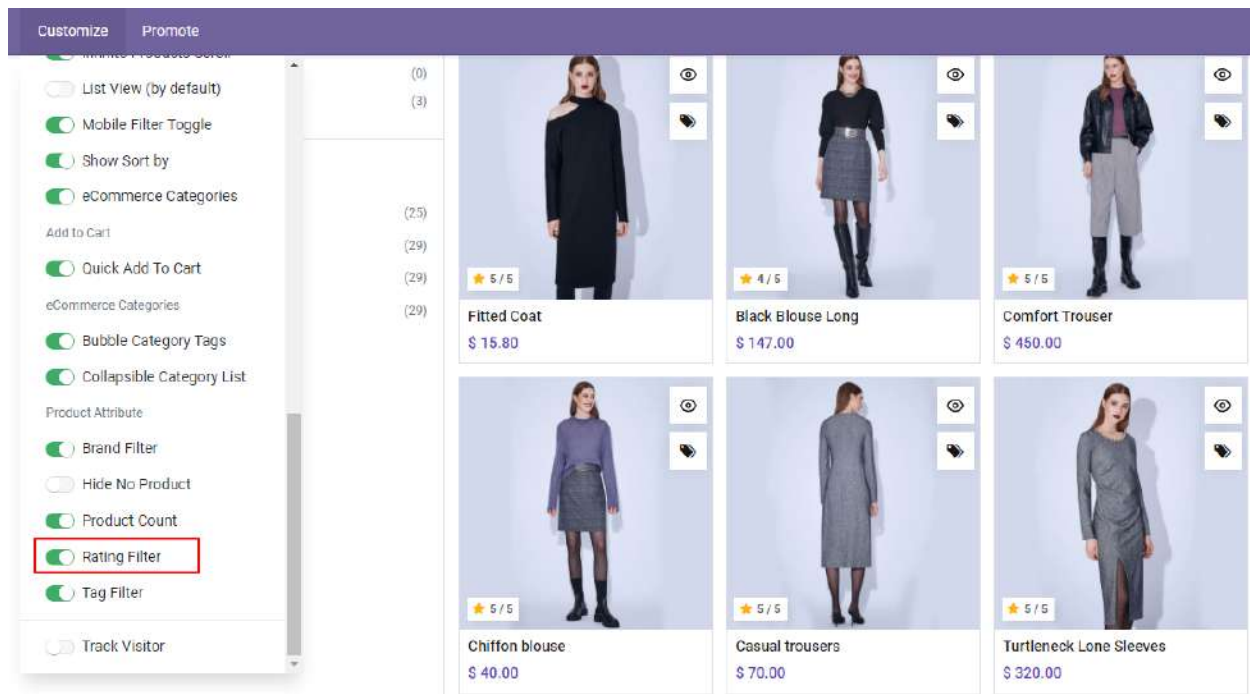 Customize Promote
List View (by default)
Mobile Filter Toggle
Show Sort by
eCommerce Categories
Add to Cart
Quick Add To Cart
eCommerce Categories
Bubble Category Tags
Collapsible Category List
Product Attribute
Brand Filter
Hide No Product
Product Count
Rating Filter
Tag Filter
Track Visitor
(0)
(3)
(25)
(29)
(29)
(29)
5/5
4/5
5/5
Fitted Coat
$ 15.80
Black Blouse Long
$ 147.00
Comfort Trouser
$ 450.00
5/5
5/5
5/5
Chiffon blouse
$ 40.00
Casual trousers
$ 70.00
Turtleneck Lone Sleeves
$ 320.00